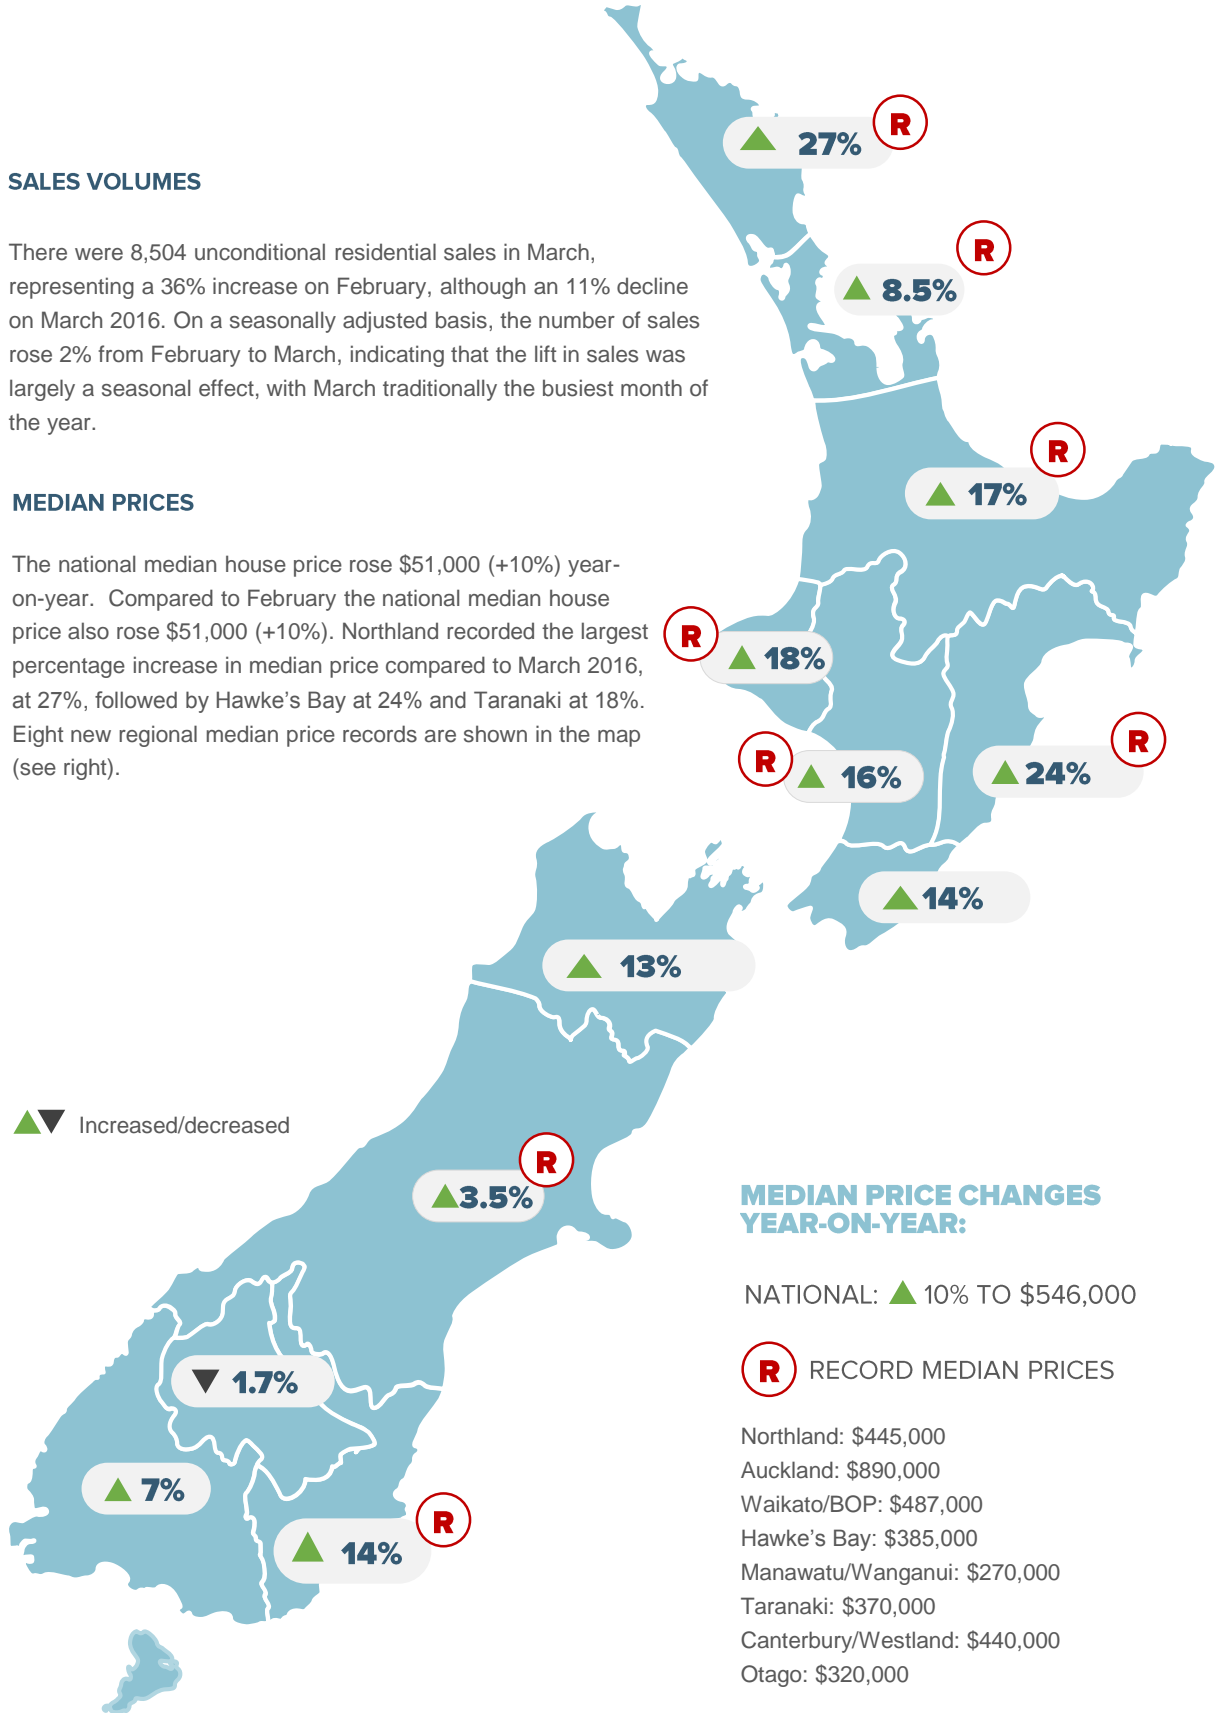 R
27%
SALES VOLUMES
R
8.5%
There were 8,504 unconditional residential sales in March,
representing a 36% increase on February, although an 11% decline
on March 2016. On a seasonally adjusted basis, the number of sales
rose 2% from February to March, indicating that the lift in sales was
largely a seasonal effect, with March traditionally the busiest month of
the year.
R
17%
MEDIAN PRICES
The national median house price rose $51,000 (+10%) year-
on-year.  Compared to February the national median house
price also rose $51,000 (+10%). Northland recorded the largest
percentage increase in median price compared to March 2016,
at 27%, followed by Hawke’s Bay at 24% and Taranaki at 18%.
Eight new regional median price records are shown in the map
(see right).
R
18%
R
24%
R
16%
14%
13%
Increased/decreased
R
3.5%
1.7%
7%
R
14%
MEDIAN PRICE CHANGES
YEAR-ON-YEAR:
NATIONAL: 10% TO $546,000
R RECORD MEDIAN PRICES
Northland: $445,000
Auckland: $890,000
Waikato/BOP: $487,000
Hawke’s Bay: $385,000
Manawatu/Wanganui: $270,000
Taranaki: $370,000
Canterbury/Westland: $440,000
Otago: $320,000